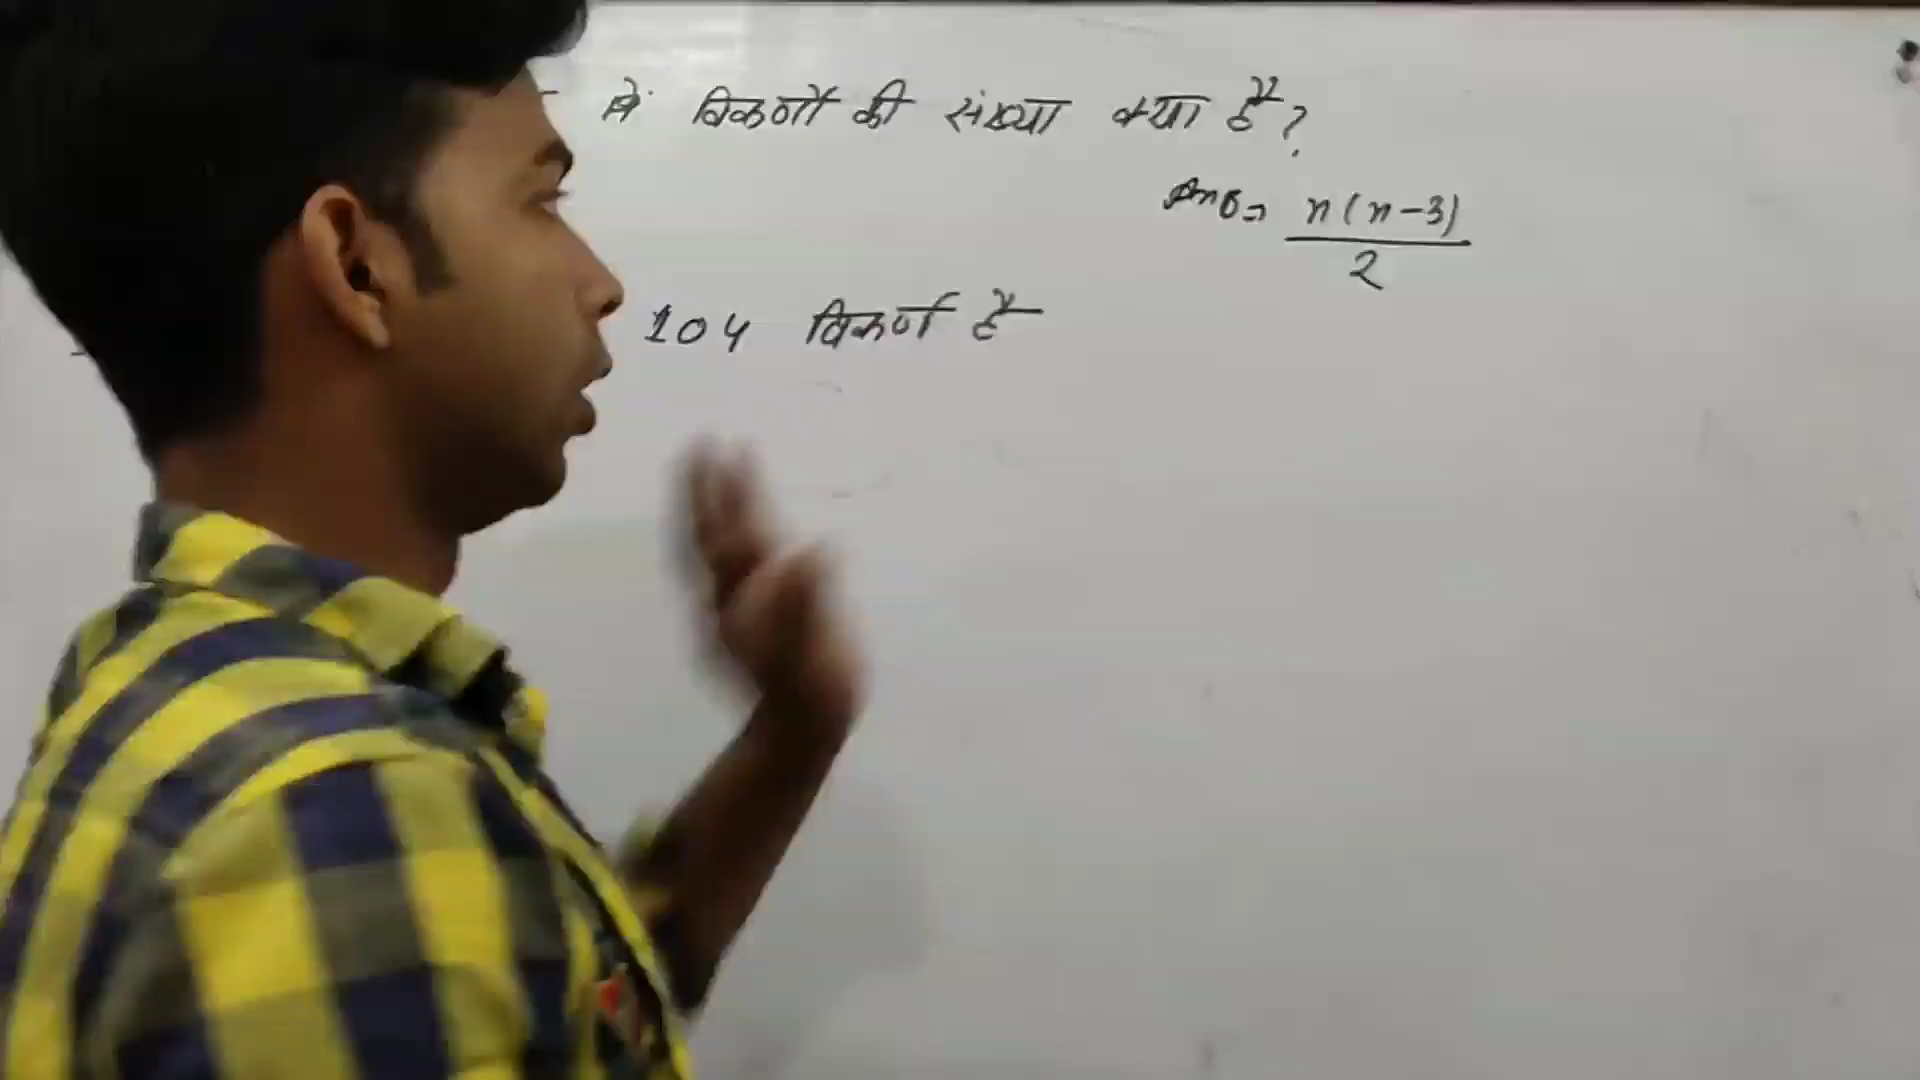 में विकर्णों की संख्या क्या है?
Ans= n(n-3)
2
104 विकर्ण है